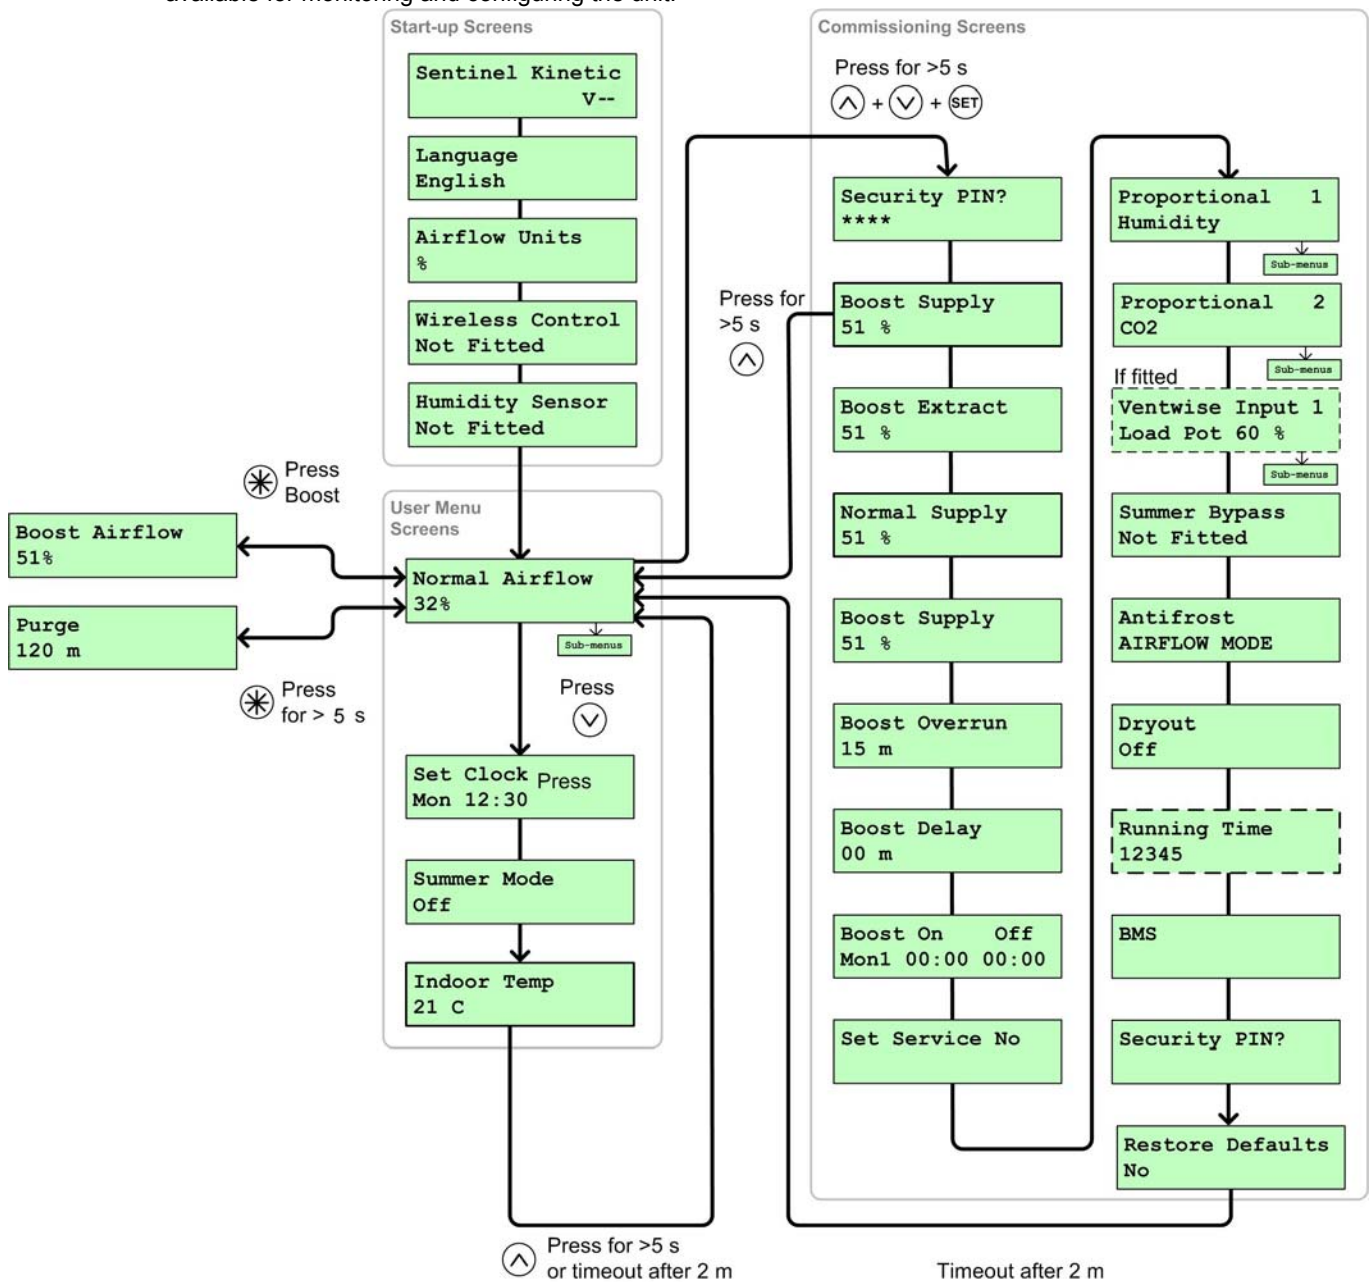 available for monitoring and configuring the unit.
Start-up Screens
Sentinel Kinetic
V--
Language
English
Airflow Units
%
Wireless Control
Not Fitted
Humidity Sensor
Not Fitted
Press
Boost
Boost Airflow
51%
Purge
120 m
Press
for > 5 s
User Menu
Screens
Normal Airflow
32%
Sub-menus
Press
Set Clock
Mon 12:30
Press
Summer Mode
Off
Indoor Temp
21 C
Press for >5 s
or timeout after 2 m
Commissioning Screens
Press for >5 s
+ + SET
Security PIN?
****
Press for
>5 s
Boost Supply
51 %
Boost Extract
51 %
Normal Supply
51 %
Boost Supply
51 %
Boost Overrun
15 m
Boost Delay
00 m
Boost On Off
Mon1 00:00 00:00
Set Service No
Proportional 1
Humidity
Sub-menus
Proportional 2
CO2
Sub-menus
If fitted
Ventwise Input 1
Load Pot 60 %
Sub-menus
Summer Bypass
Not Fitted
Antifrost
AIRFLOW MODE
Dryout
Off
Running Time
12345
BMS
Security PIN?
Restore Defaults
No
Timeout after 2 m